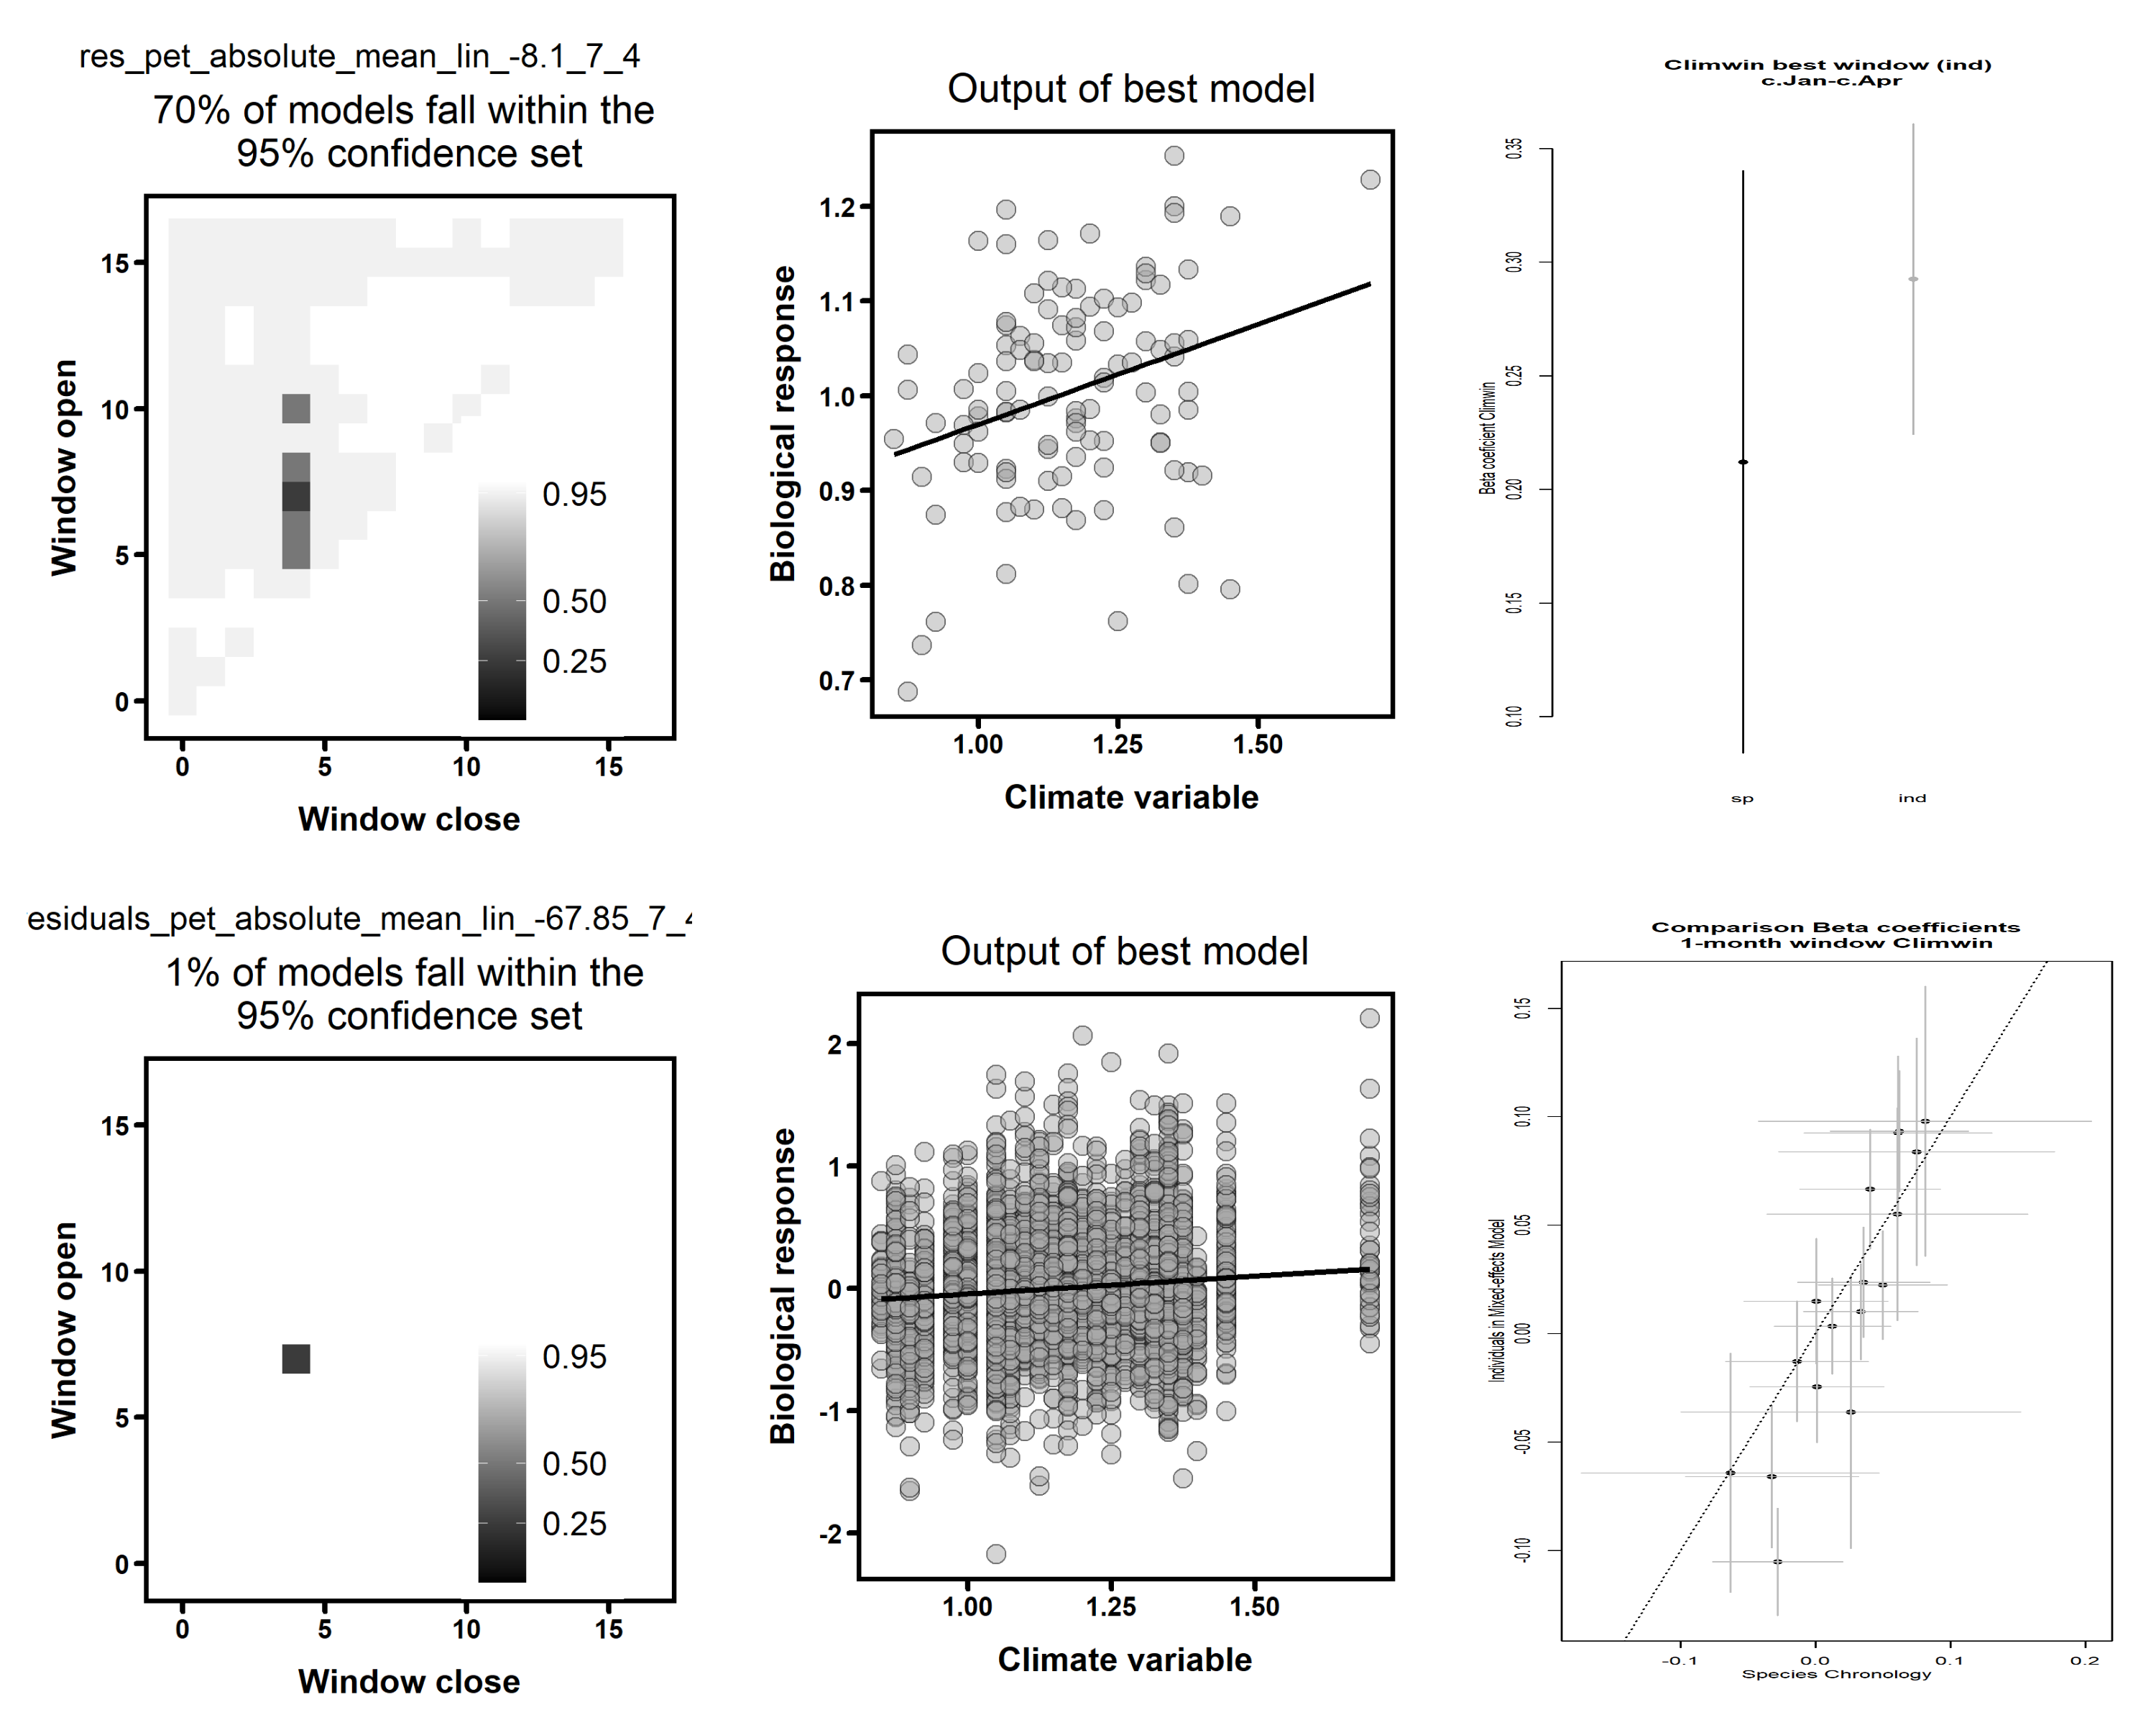 res_pet_absolute_mean_lin_-8.1_7_4
70% of models fall within the
95% confidence set
Window open
15
10
5
0
0.95
0.50
0.25
0 5 10 15
Window close
Output of best model
Biological response
1.2
1.1
1.0
0.9
0.8
0.7
1.00 1.25 1.50
Climate variable
Climwin best window (ind)
c.Jan-c.Apr
Beta coeficient Climwin
0.35
0.30
0.25
0.20
0.15
0.10
sp ind
esiduals_pet_absolute_mean_lin_-67.85_7_4
1% of models fall within the
95% confidence set
Window open
15
10
5
0
0.95
0.50
0.25
0 5 10 15
Window close
Output of best model
Biological response
2
1
0
-1
-2
1.00 1.25 1.50
Climate variable
Comparison Beta coefficients
1-month window Climwin
Individuals in Mixed-effects Model
0.15
0.10
0.05
0.00
-0.05
-0.10
-0.1 0.0 0.1 0.2
Species Chronology